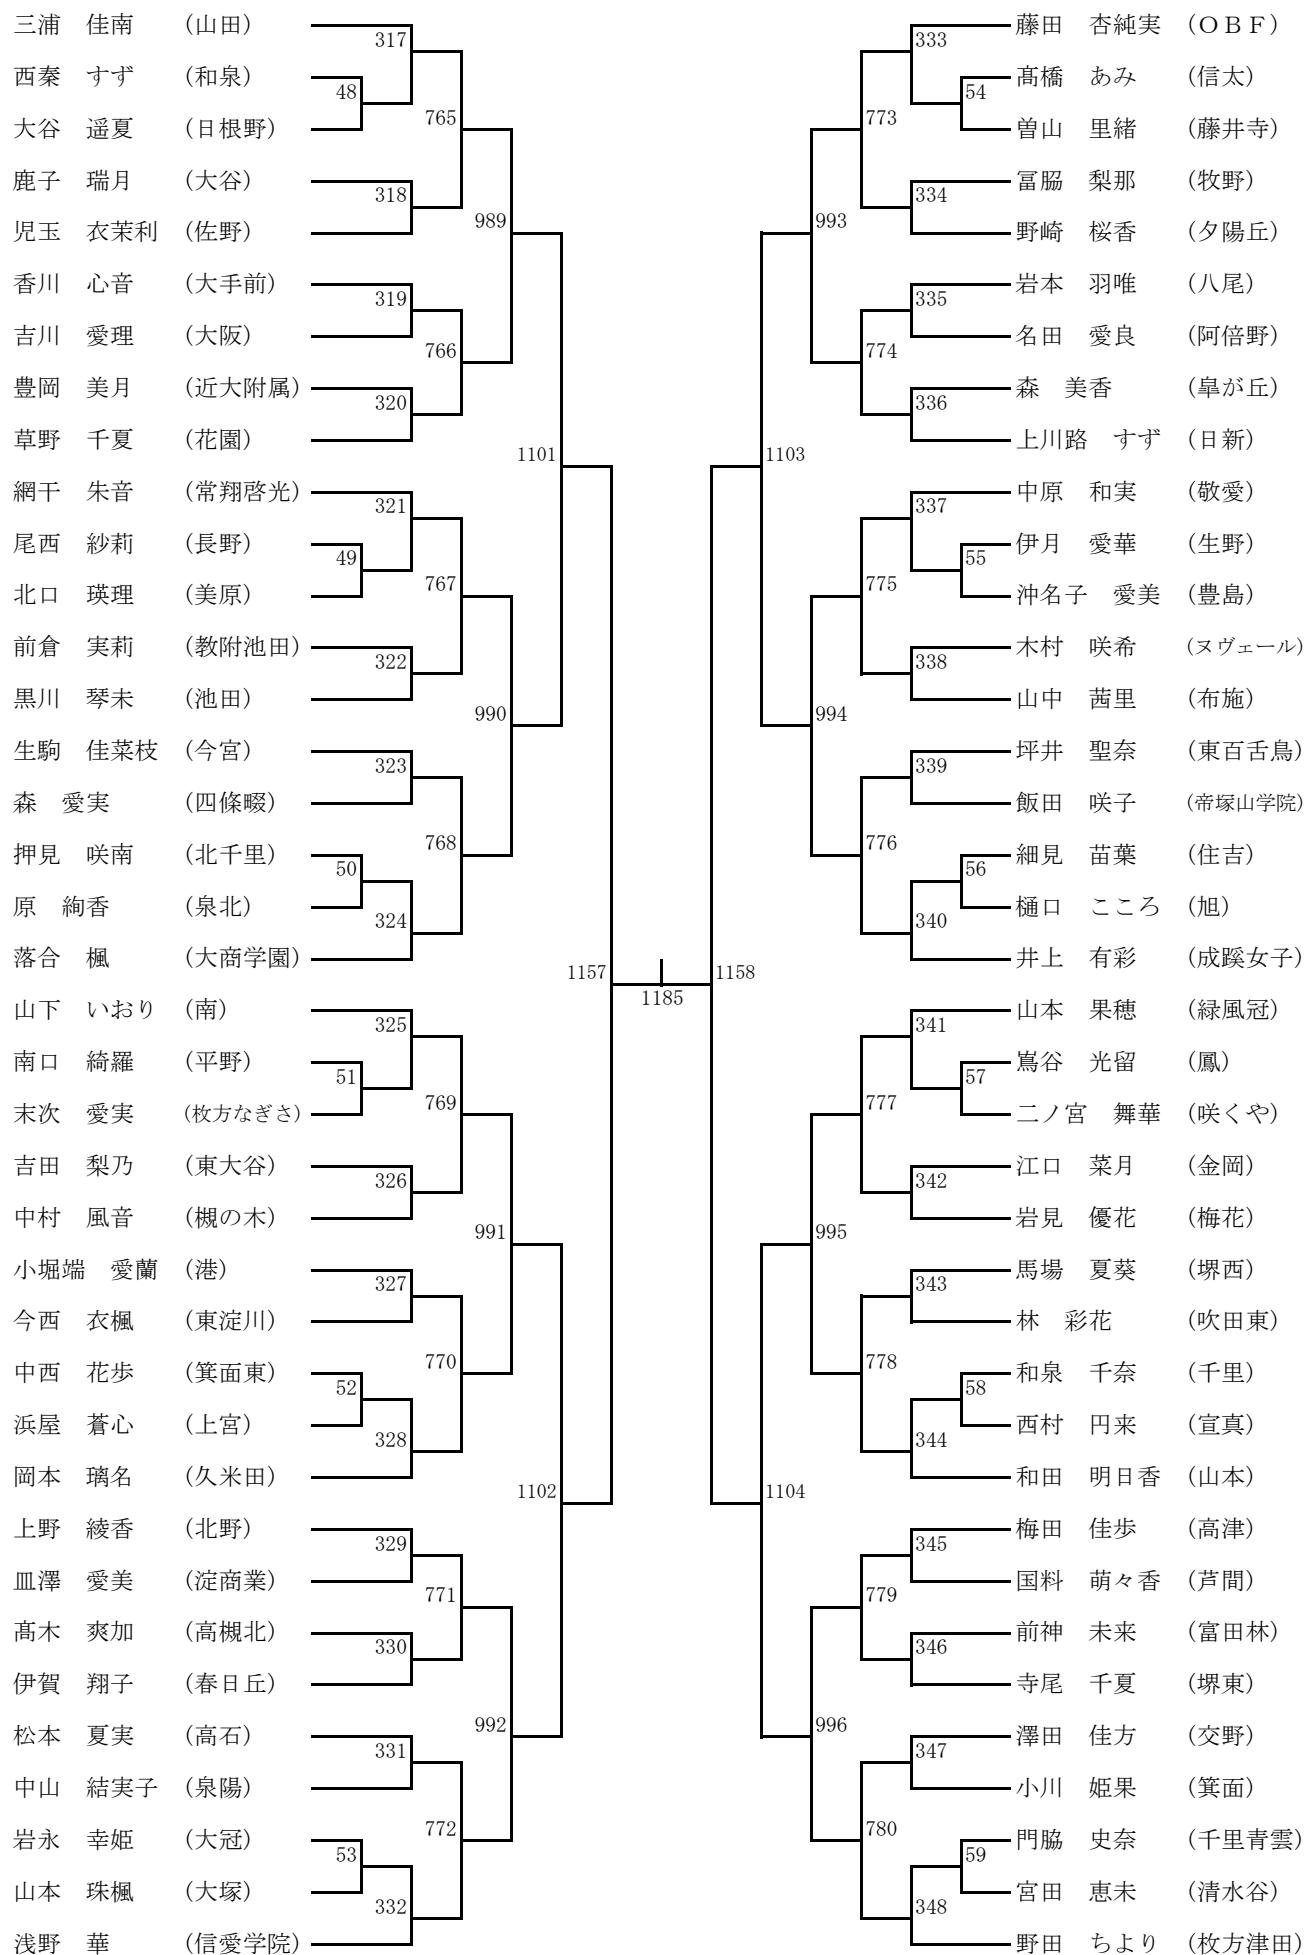 三浦　佳南　（山田）
西秦　すず　（和泉）
大谷　遥夏　（日根野）
鹿子　瑞月　（大谷）
児玉　衣茉利　（佐野）
香川　心音　（大手前）
吉川　愛理　（大阪）
豊岡　美月　（近大附属）
草野　千夏　（花園）
網干　朱音　（常翔啓光）
尾西　紗莉　（長野）
北口　瑛理　（美原）
前倉　実莉　（教附池田）
黒川　琴未　（池田）
生駒　佳菜枝　（今宮）
森　愛実　（四條畷）
押見　咲南　（北千里）
原　絢香　（泉北）
落合　楓　（大商学園）
山下　いおり　（南）
南口　綺羅　（平野）
末次　愛実　（枚方なぎさ）
吉田　梨乃　（東大谷）
中村　風音　（槻の木）
小堀端　愛蘭　（港）
今西　衣楓　（東淀川）
中西　花歩　（箕面東）
浜屋　蒼心　（上宮）
岡本　璃名　（久米田）
上野　綾香　（北野）
皿澤　愛美　（淀商業）
髙木　爽加　（高槻北）
伊賀　翔子　（春日丘）
松本　夏実　（高石）
中山　結実子　（泉陽）
岩永　幸姫　（大冠）
山本　珠楓　（大塚）
浅野　華　（信愛学院）
317
48
318
319
320
321
49
322
323
50
324
325
51
326
327
52
328
329
330
331
53
332
765
766
767
768
769
770
771
772
989
990
991
992
1101
1102
1157
1185
1158
1103
1104
993
994
995
996
773
774
775
776
777
778
779
780
333
54
334
335
336
337
55
338
339
56
340
341
57
342
343
58
344
345
346
347
59
348
藤田　杏純実　（ＯＢＦ）
髙橋　あみ　（信太）
曽山　里緒　（藤井寺）
冨脇　梨那　（牧野）
野崎　桜香　（夕陽丘）
岩本　羽唯　（八尾）
名田　愛良　（阿倍野）
森　美香　（皐が丘）
上川路　すず　（日新）
中原　和実　（敬愛）
伊月　愛華　（生野）
沖名子　愛美　（豊島）
木村　咲希　（ヌヴェール）
山中　茜里　（布施）
坪井　聖奈　（東百舌鳥）
飯田　咲子　（帝塚山学院）
細見　苗葉　（住吉）
樋口　こころ　（旭）
井上　有彩　（成蹊女子）
山本　果穂　（緑風冠）
嶌谷　光留　（鳳）
二ノ宮　舞華　（咲くや）
江口　菜月　（金岡）
岩見　優花　（梅花）
馬場　夏葵　（堺西）
林　彩花　（吹田東）
和泉　千奈　（千里）
西村　円来　（宣真）
和田　明日香　（山本）
梅田　佳歩　（高津）
国料　萌々香　（芦間）
前神　未来　（富田林）
寺尾　千夏　（堺東）
澤田　佳方　（交野）
小川　姫果　（箕面）
門脇　史奈　（千里青雲）
宮田　恵未　（清水谷）
野田　ちより　（枚方津田）